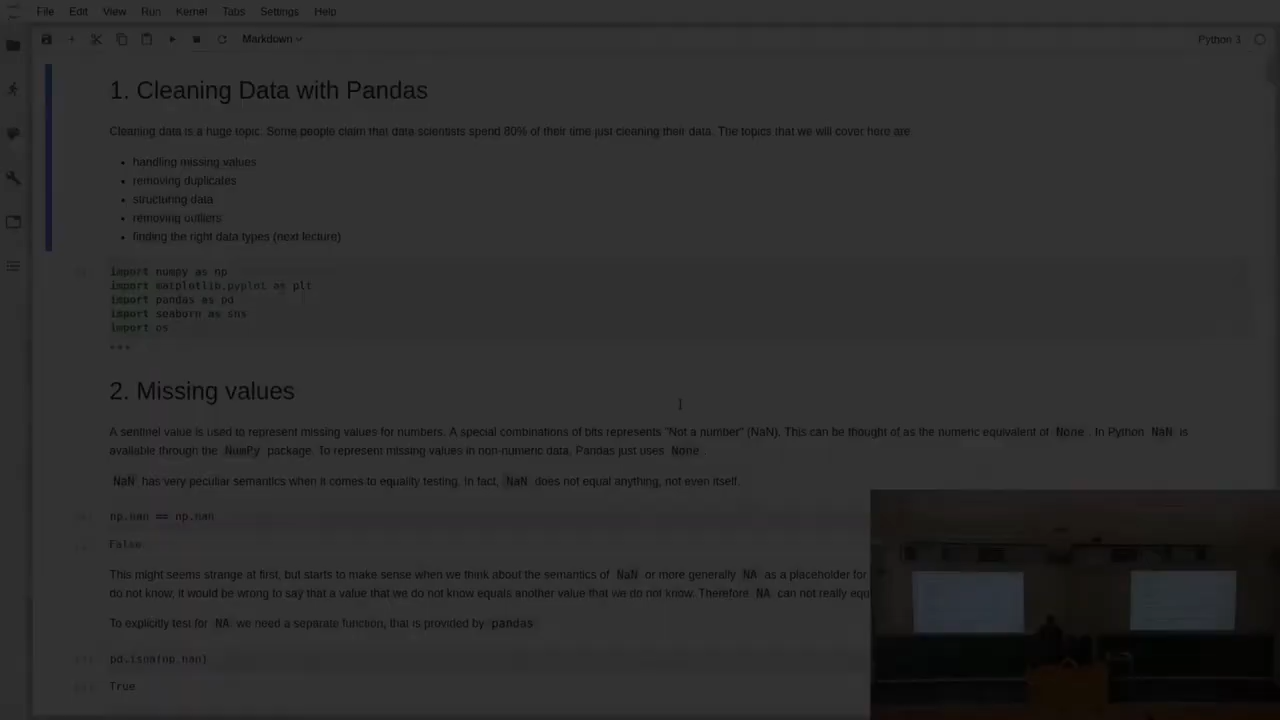 File Edit View Run Kernel Tabs Settings Help
Markdown
Python 3
1. Cleaning Data with Pandas
Cleaning data is a huge topic. Some people claim that data scientists spend 80% of their time just cleaning their data. The topics that we will cover here are
• handling missing values
• removing duplicates
• structuring data
• removing outliers
• finding the right data types (next lecture)
import numpy as np
import matplotlib.pyplot as plt
import pandas as pd
import seaborn as sns
import os
2. Missing values
A sentinel value is used to represent missing values for numbers. A special combinations of bits represents "Not a number" (NaN). This can be thought of as the numeric equivalent of None . In Python NaN is
available through the NumPy package. To represent missing values in non-numeric data, Pandas just uses None .
NaN has very peculiar semantics when it comes to equality testing. In fact, NaN does not equal anything, not even itself.
np.nan == np.nan
False
This might seems strange at first, but starts to make sense when we think about the semantics of NaN or more generally NA as a placeholder for
do not know, it would be wrong to say that a value that we do not know equals another value that we do not know. Therefore NA can not really equ
To explicitly test for NA we need a separate function, that is provided by pandas
pd.isna(np.nan)
True